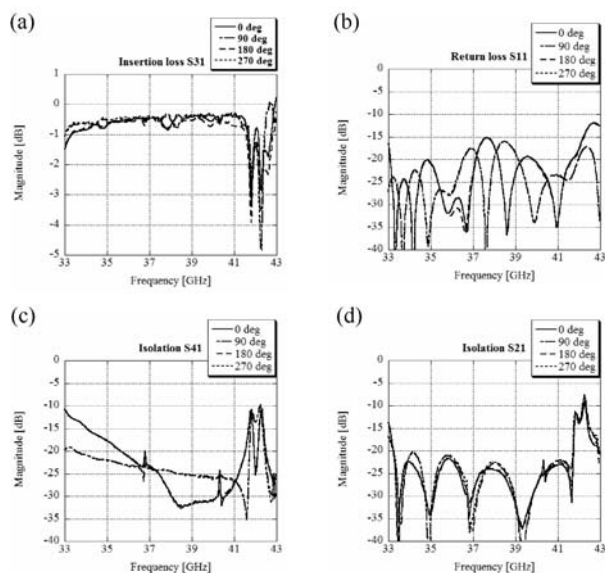 (a)
0 deg
90 deg
180 deg
270 deg
Insertion loss S31
1
0
-1
-2
-3
-4
-5
Magnitude [dB]
33 35 37 39 41 43
Frequency [GHz]
(b)
0 deg
90 deg
180 deg
270 deg
Return loss S11
0
-5
-10
-15
-20
-25
-30
-35
-40
Magnitude [dB]
33 35 37 39 41 43
Frequency [GHz]
(c)
0 deg
90 deg
180 deg
270 deg
Isolation S41
0
-5
-10
-15
-20
-25
-30
-35
-40
Magnitude [dB]
33 35 37 39 41 43
Frequency [GHz]
(d)
0 deg
90 deg
180 deg
270 deg
Isolation S21
0
-5
-10
-15
-20
-25
-30
-35
-40
Magnitude [dB]
33 35 37 39 41 43
Frequency [GHz]